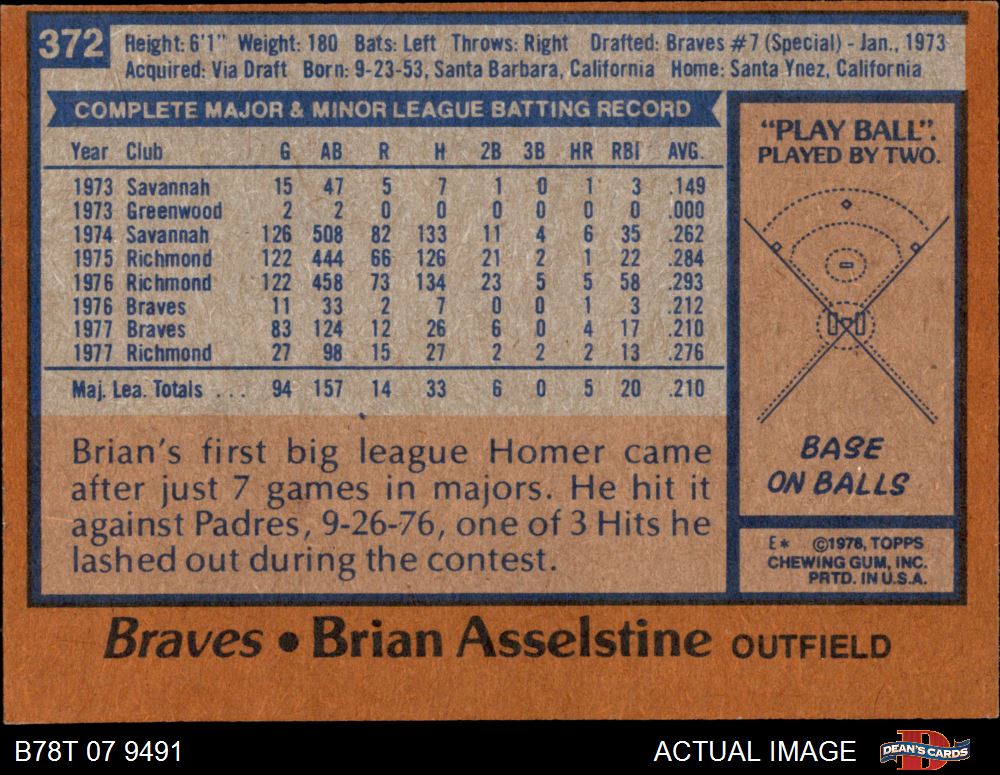 372
Height: 6'1" Weight: 180 Bats: Left Throws: Right Drafted: Braves #7 (Special) - Jan., 1973
Acquired: Via Draft Born: 9-23-53, Santa Barbara, California Home: Santa Ynez, California
COMPLETE MAJOR & MINOR LEAGUE BATTING RECORD
Year Club G AB R H 2B 3B HR RBI AVG.
1973 Savannah 15 47 5 7 1 0 1 3 .149
1973 Greenwood 2 2 0 0 0 0 0 0 .000
1974 Savannah 126 508 82 133 11 4 6 35 .262
1975 Richmond 122 444 66 126 21 2 1 22 .284
1976 Richmond 122 458 73 134 23 5 5 58 .293
1976 Braves 11 33 2 7 0 0 1 3 .212
1977 Braves 83 124 12 26 6 0 4 17 .210
1977 Richmond 27 98 15 27 2 2 2 13 .276
Maj. Lea. Totals . . . 94 157 14 33 6 0 5 20 .210
Brian's first big league Homer came
after just 7 games in majors. He hit it
against Padres, 9-26-76, one of 3 Hits he
lashed out during the contest.
"PLAY BALL".
PLAYED BY TWO.
BASE
ON BALLS
E* ©1978, TOPPS
CHEWING GUM, INC.
PRTD. IN U.S.A.
Braves • Brian Asselstine OUTFIELD
B78T 07 9491
ACTUAL IMAGE
DEAN'S CARDS